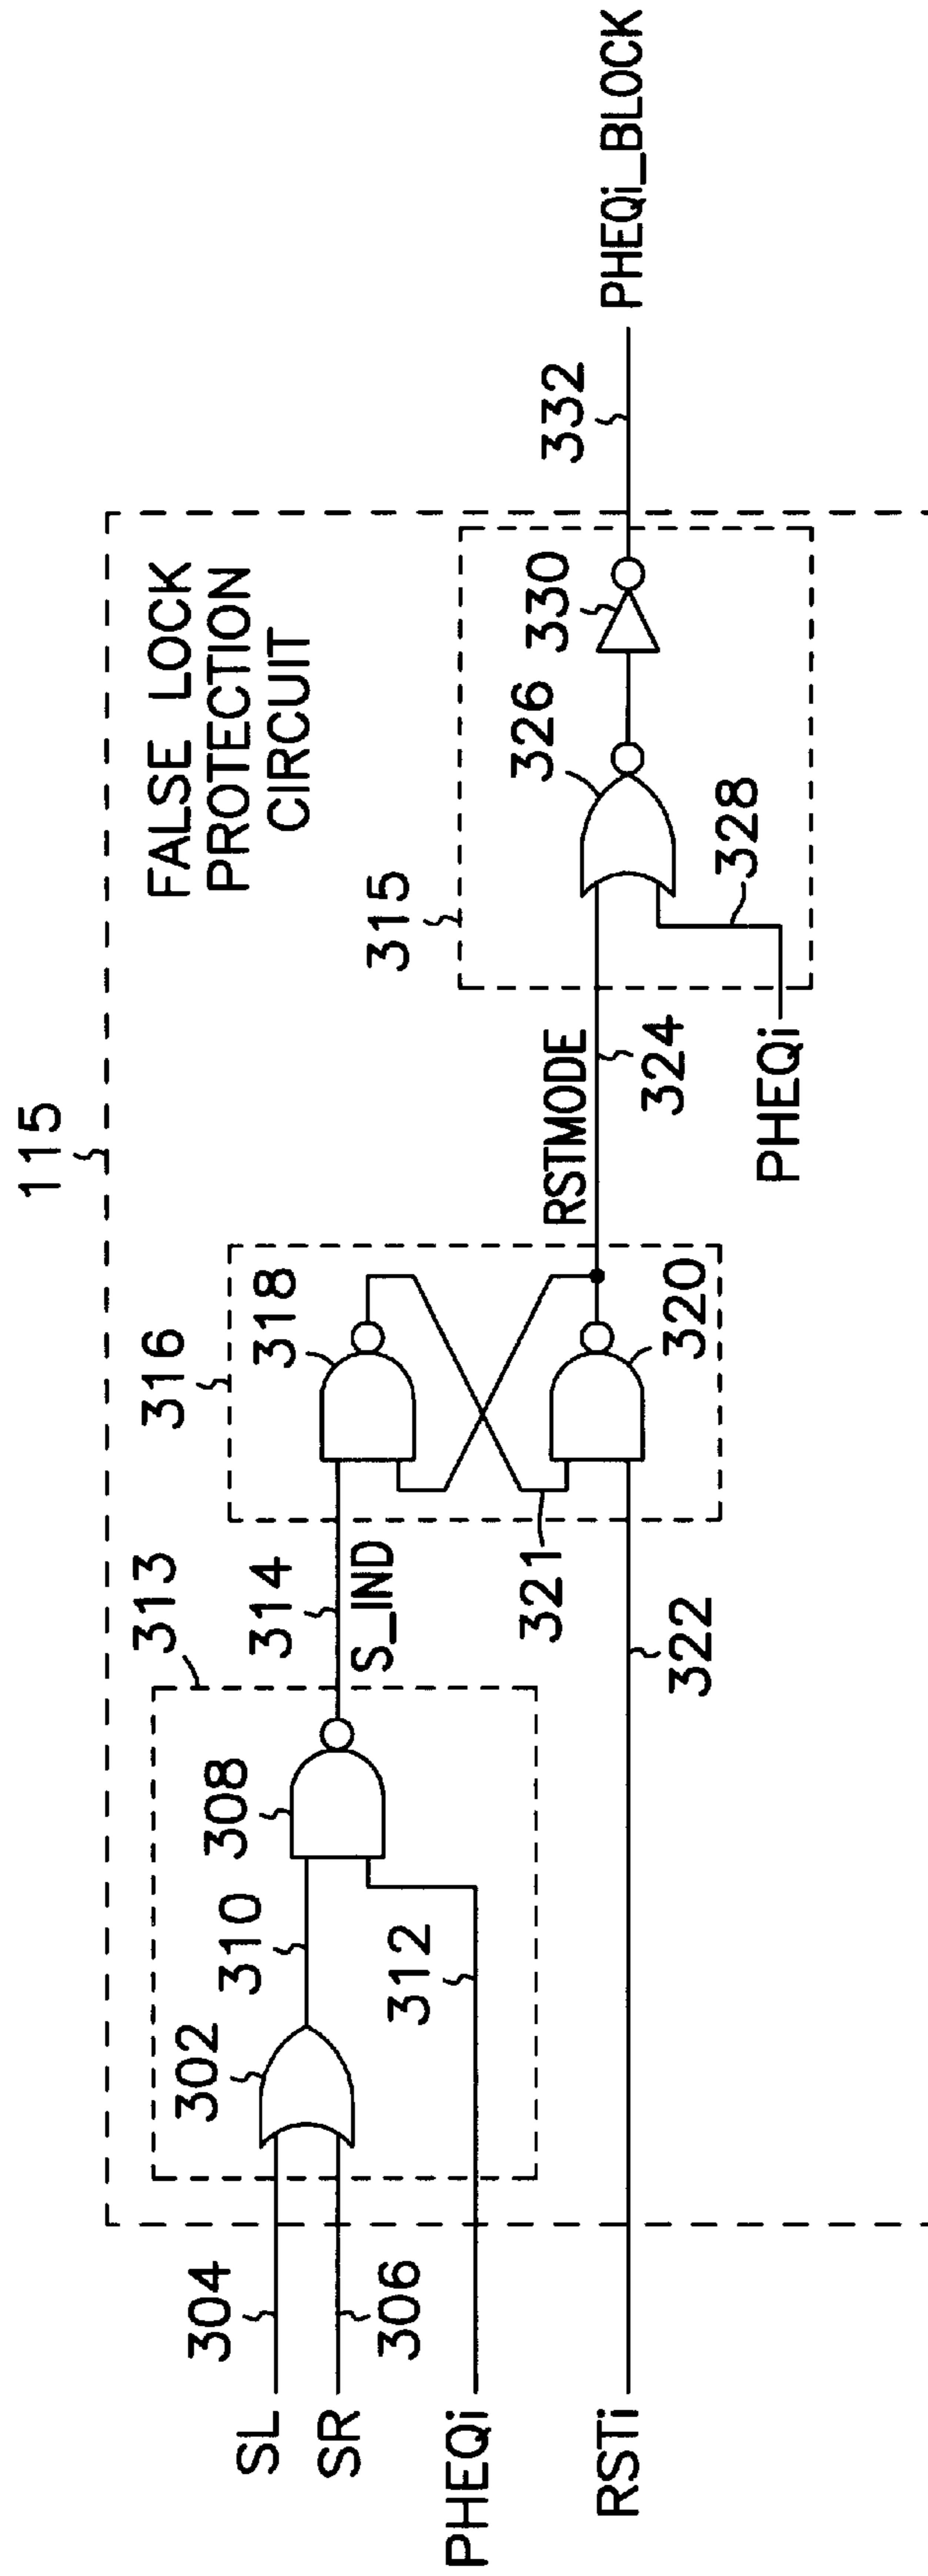 115
FALSE LOCK
PROTECTION
CIRCUIT
SL
304
SR
306
PHEQi
RSTi
302
310
308
312
313
314
S_IND
316
318
321
320
322
RSTMODE
324
315
326
330
328
PHEQi
332
PHEQi_BLOCK